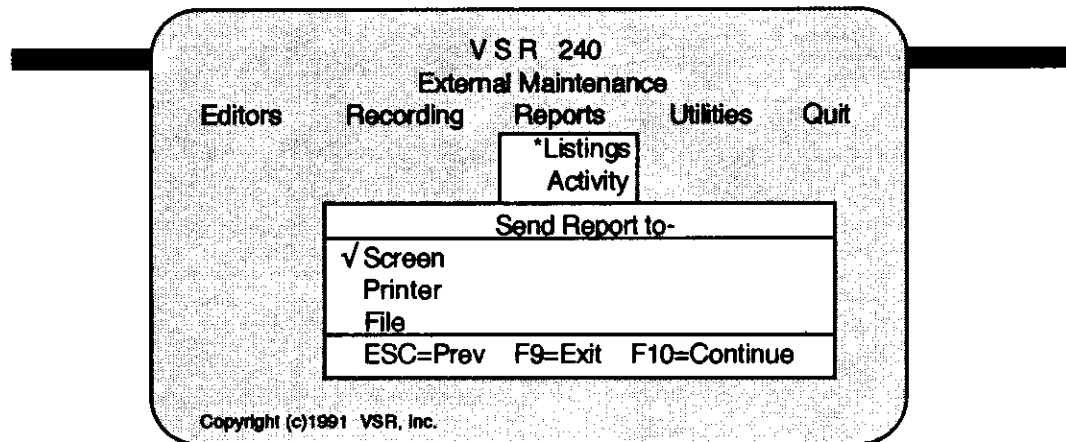 V S R 240
External Maintenance
Editors Recording Reports Utilities Quit
*Listings
Activity
Send Report to-
√ Screen
Printer
File
ESC=Prev F9=Exit F10=Continue
Copyright (c)1991 VSR, Inc.